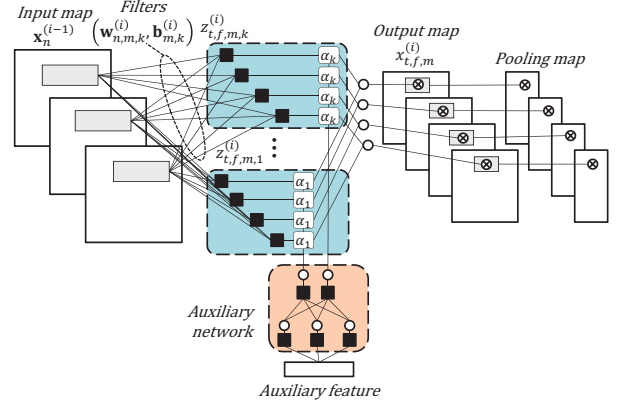 Input map
x_n^(i−1)
Filters
(w_{n,m,k}^(i), b_{m,k}^(i))
z_{t,f,m,k}^(i)
α_k
α_k
α_k
α_k
z_{t,f,m,1}^(i)
α_1
α_1
α_1
α_1
Output map
x_{t,f,m}^(i)
Pooling map
Auxiliary
network
Auxiliary feature